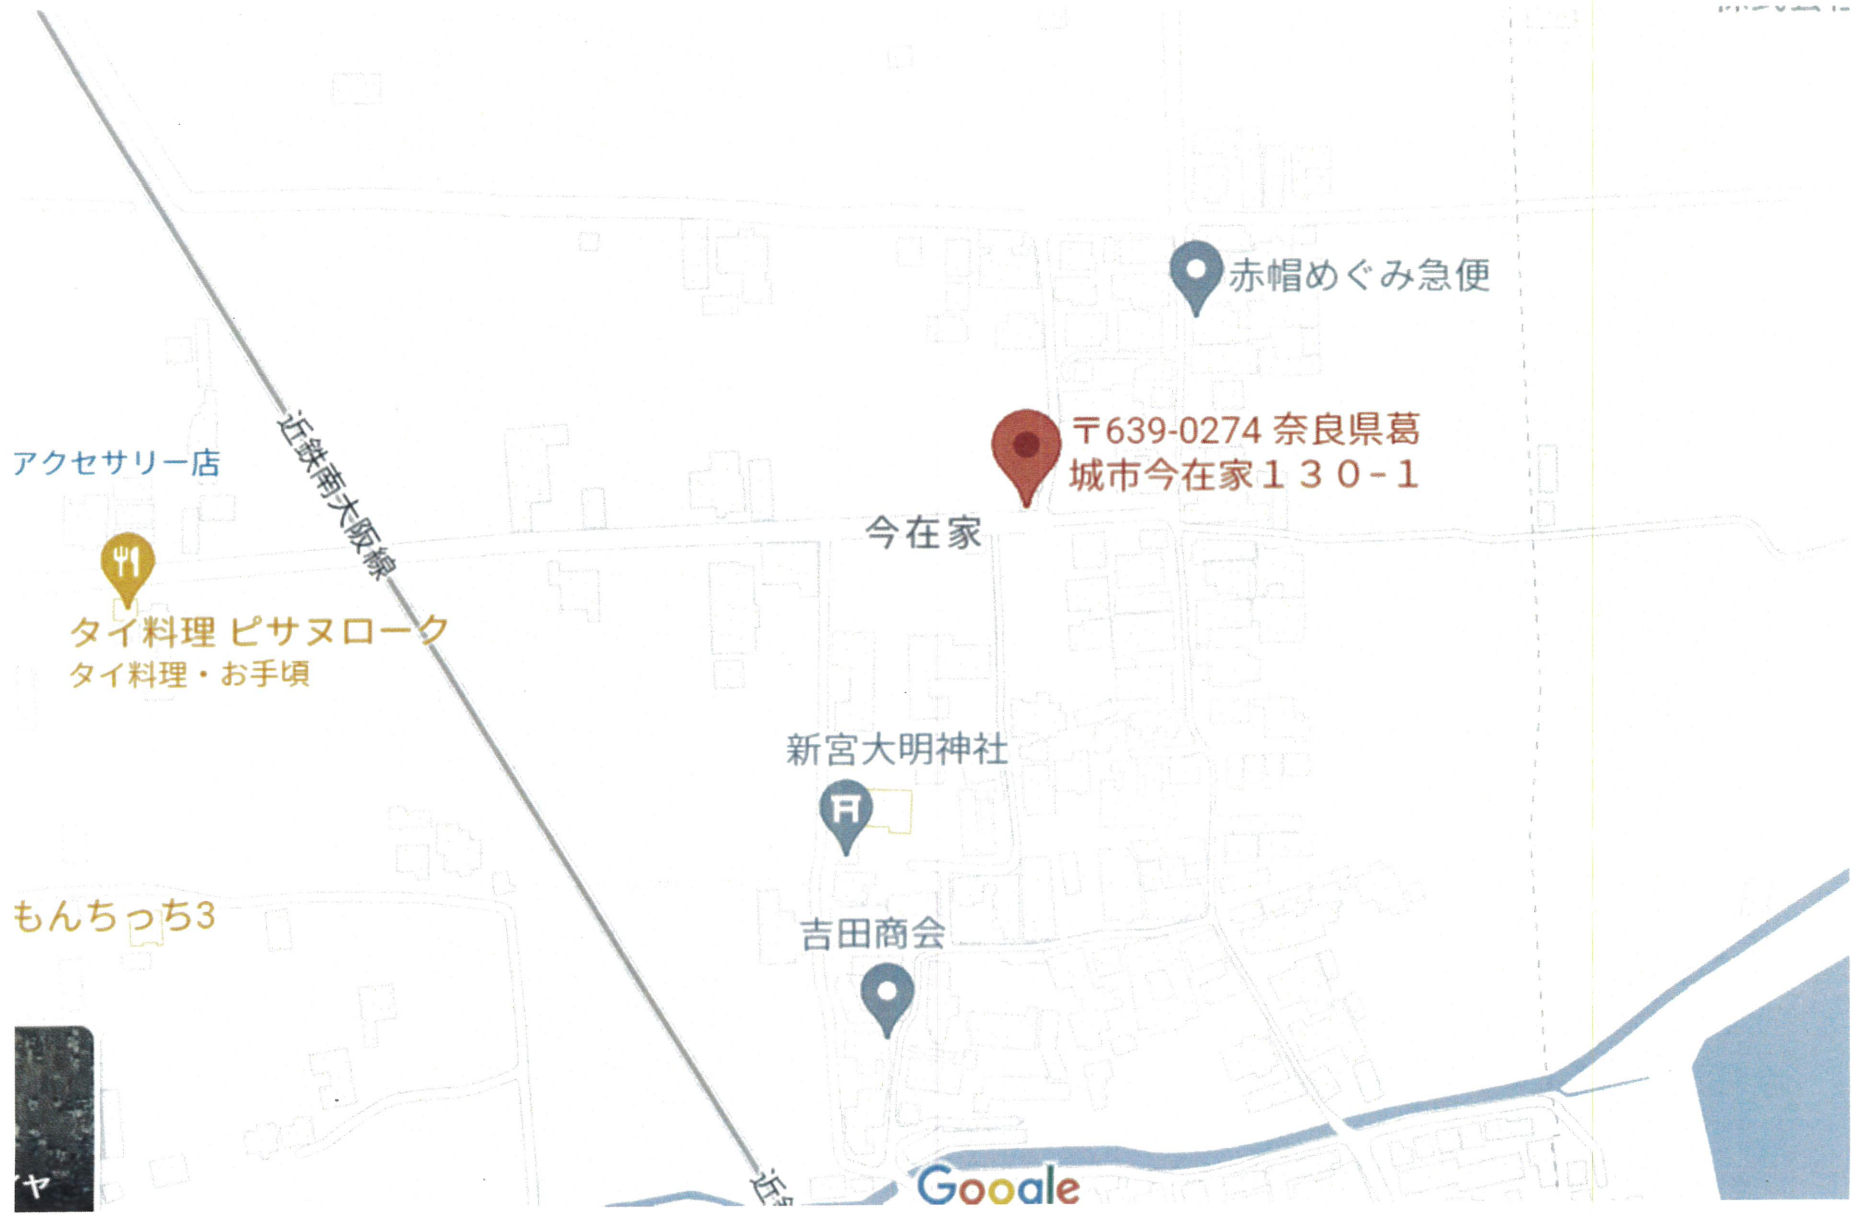 赤帽めぐみ急便
〒639-0274 奈良県葛
城市今在家１３０−１
アクセサリー店
近鉄南大阪線
今在家
タイ料理 ピサヌローク
タイ料理・お手頃
新宮大明神社
もんちっち3
吉田商会
ヤ
近鉄
Google